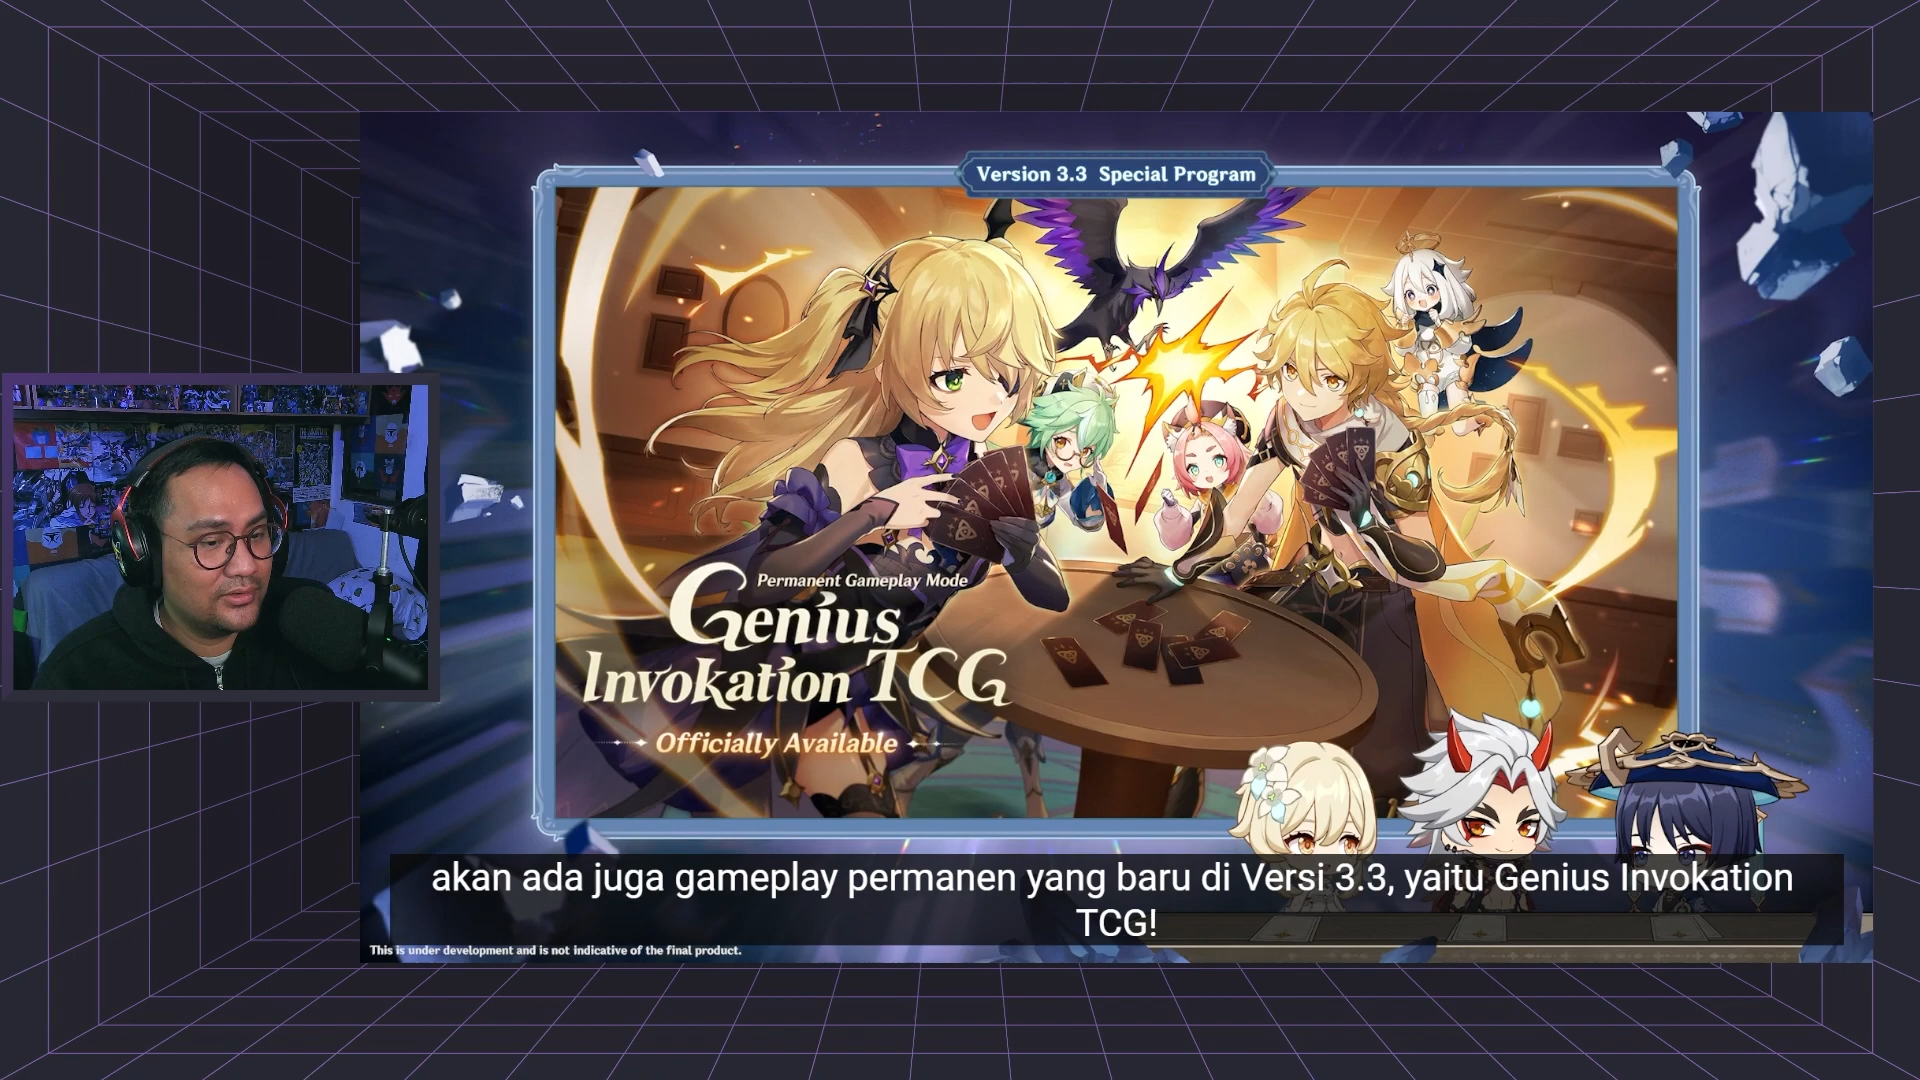 Version 3.3 Special Program
Permanent Gameplay Mode
Genius
Invokation TCG
Officially Available
akan ada juga gameplay permanen yang baru di Versi 3.3, yaitu Genius Invokation
TCG!
This is under development and is not indicative of the final product.